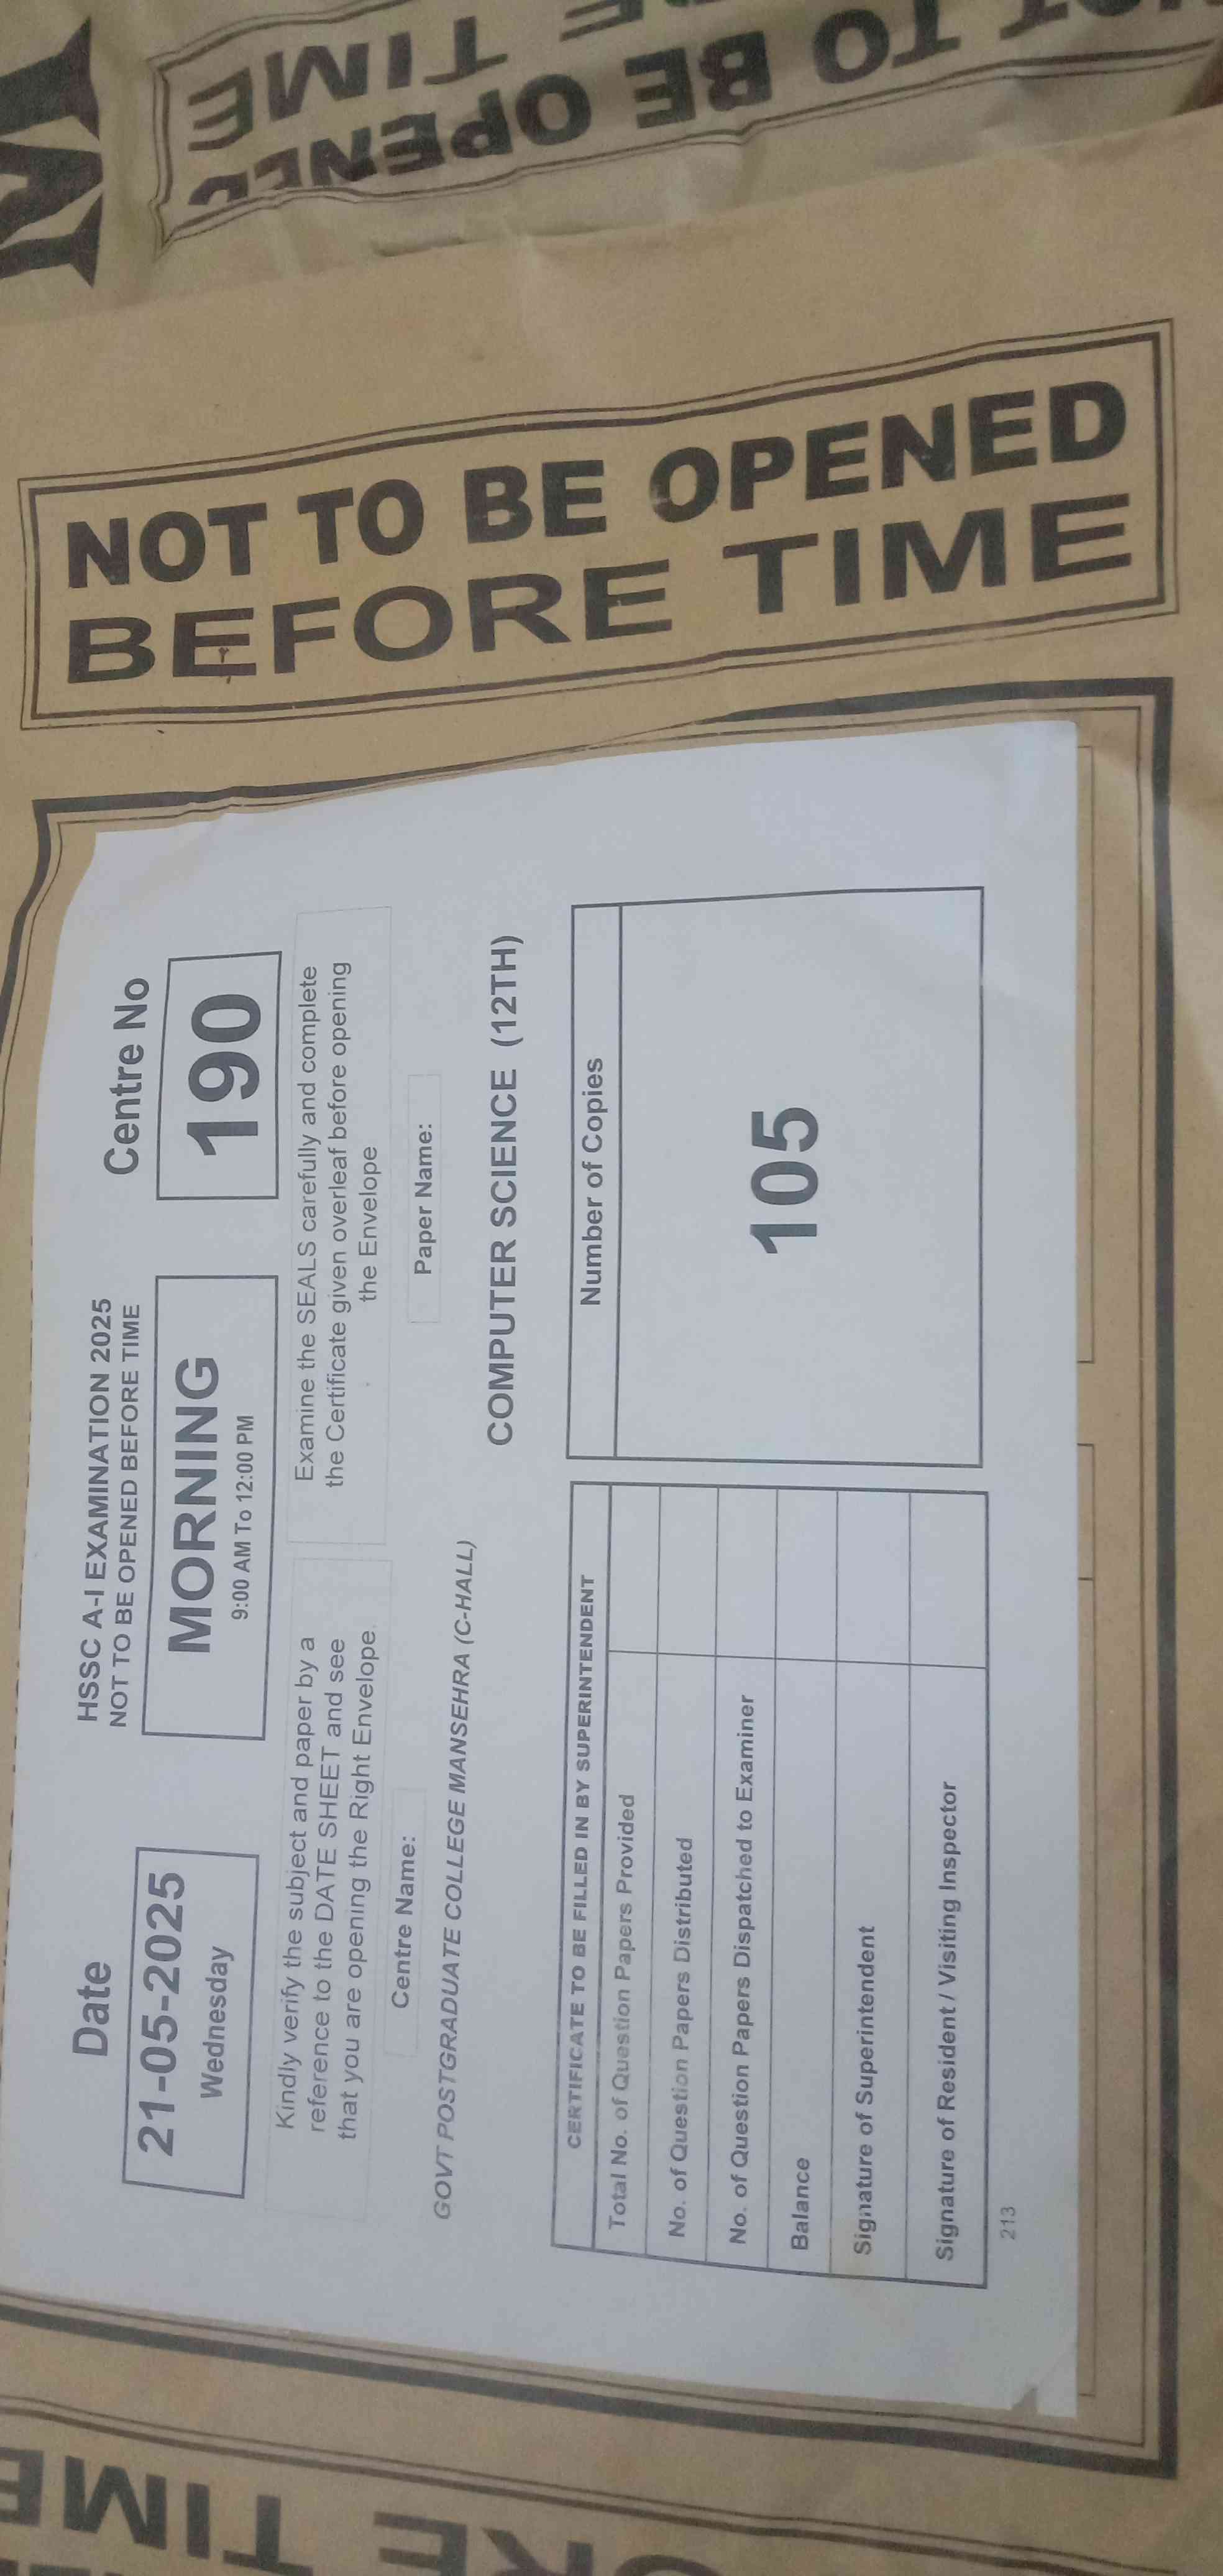 TIME
TO BE OPENED
NOT TO BE OPENED
BEFORE TIME
Date
21-05-2025
Wednesday
HSSC A-I EXAMINATION 2025
NOT TO BE OPENED BEFORE TIME
MORNING
9:00 AM To 12:00 PM
Centre No
190
Kindly verify the subject and paper by a
reference to the DATE SHEET and see
that you are opening the Right Envelope.
Examine the SEALS carefully and complete
the Certificate given overleaf before opening
the Envelope
Centre Name:
GOVT POSTGRADUATE COLLEGE MANSEHRA (C-HALL)
Paper Name:
COMPUTER SCIENCE (12TH)
CERTIFICATE TO BE FILLED IN BY SUPERINTENDENT
Total No. of Question Papers Provided
No. of Question Papers Distributed
No. of Question Papers Dispatched to Examiner
Balance
Signature of Superintendent
Signature of Resident / Visiting Inspector
Number of Copies
105
213